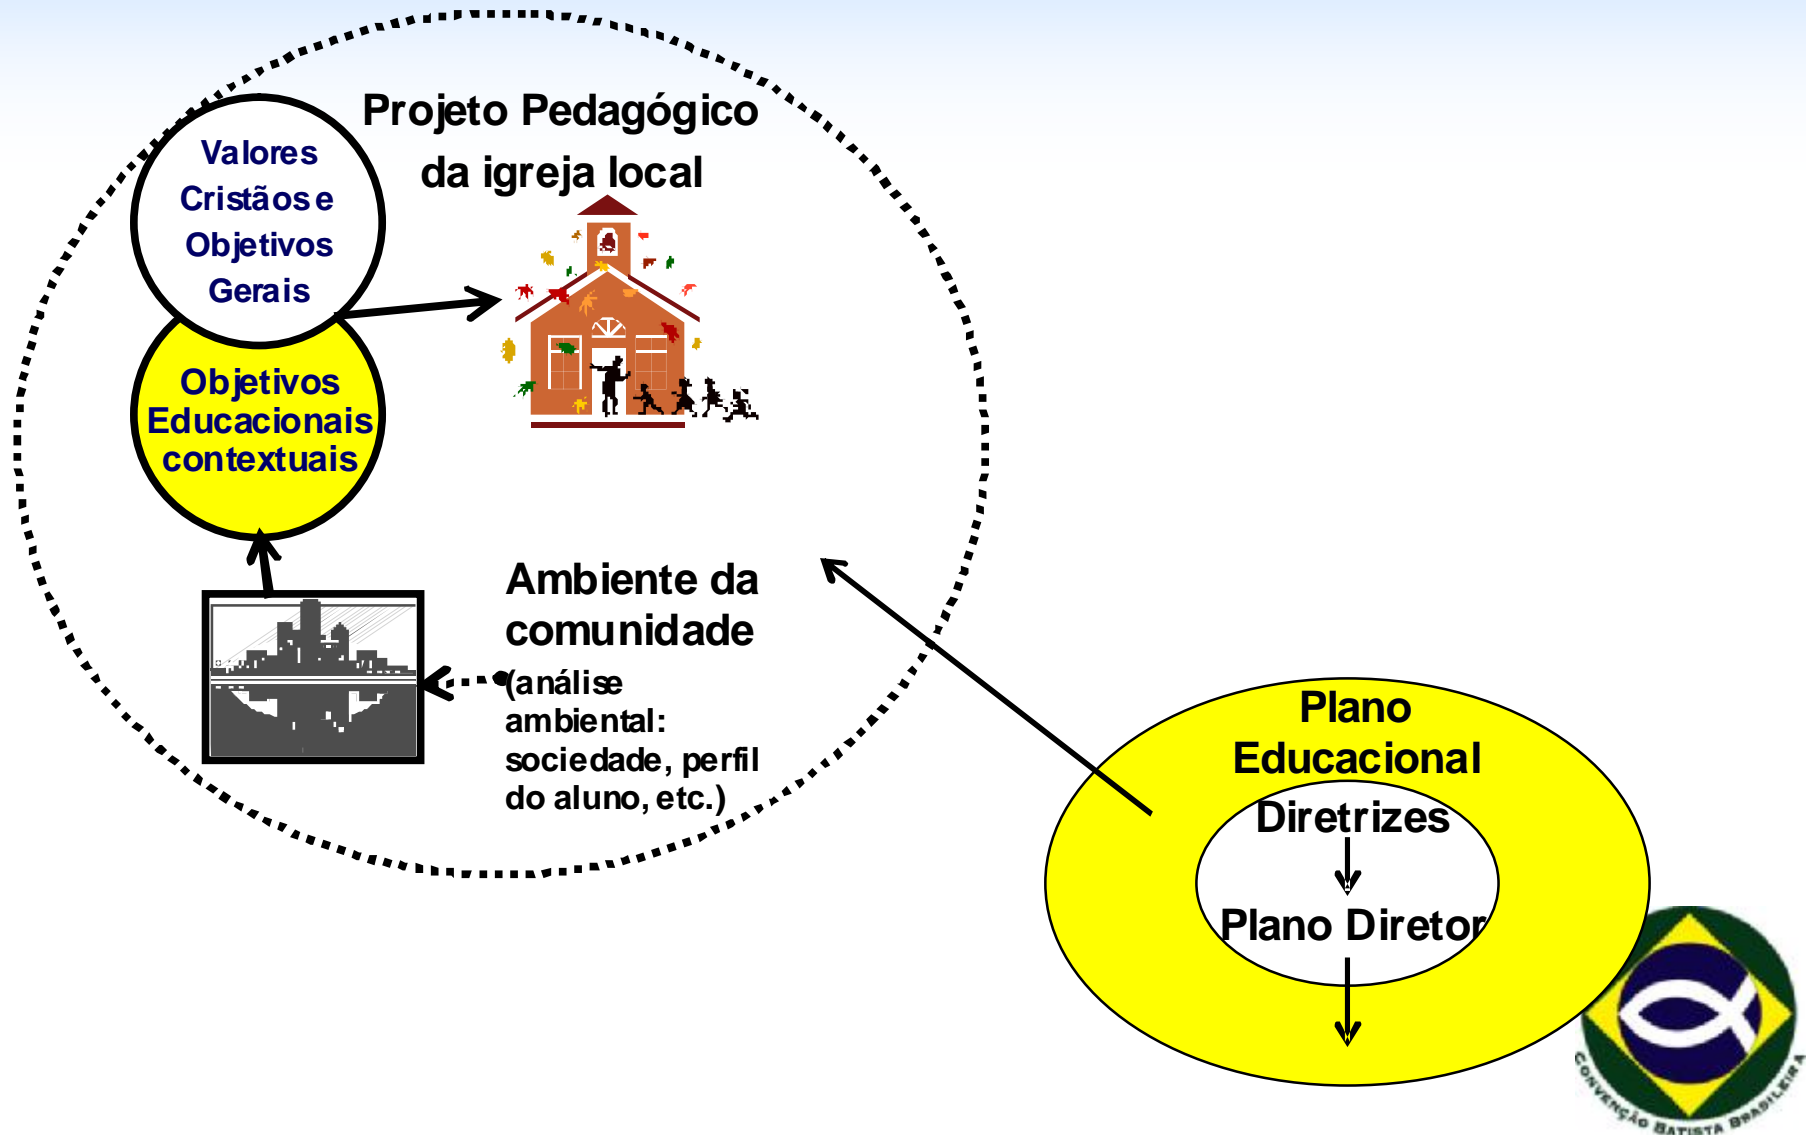 Projeto Pedagógico
da igreja local
Valores
Cristãos e
Objetivos
Gerais
Objetivos
Educacionais
contextuais
Ambiente da
comunidade
(análise
ambiental:
sociedade, perfil
do aluno, etc.)
Plano
Educacional
Diretrizes
Plano Diretor
CONVENÇÃO BATISTA BRASILEIRA